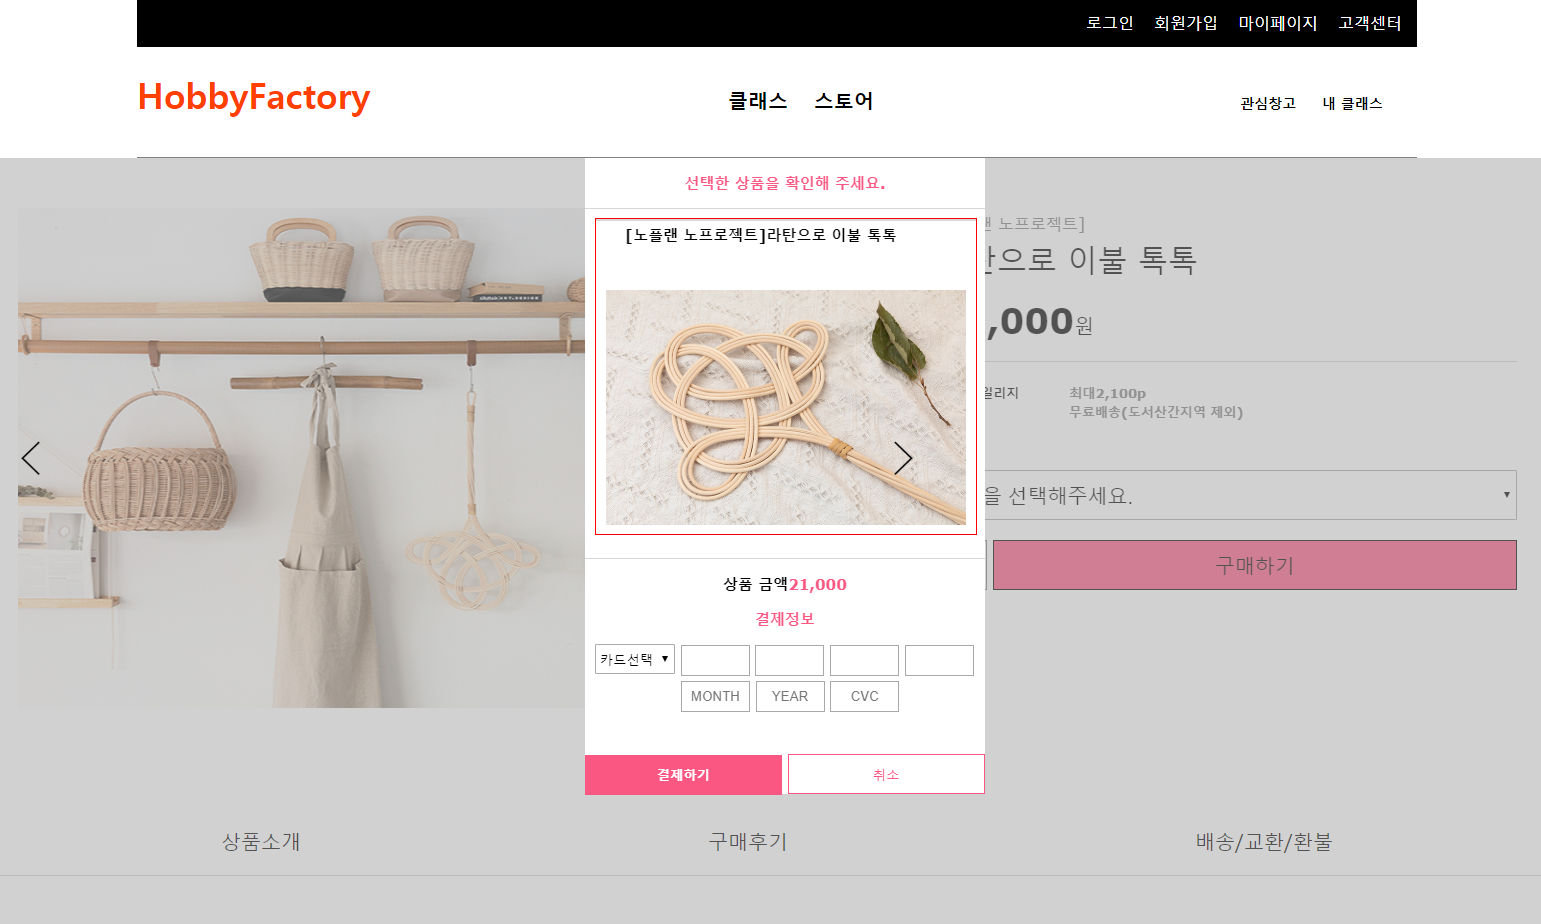 로그인 회원가입 마이페이지 고객센터
HobbyFactory
클래스 스토어
관심창고 내 클래스
선택한 상품을 확인해 주세요.
[노플랜 노프로젝트]라탄으로 이불 톡톡
상품 금액21,000
결제정보
카드선택 ▼
MONTH YEAR CVC
결제하기 취소
노프로젝트]
으로 이불 톡톡
,000원
일리지 최대2,100p
무료배송(도서산간지역 제외)
을 선택해주세요. ▼
구매하기
상품소개 구매후기 배송/교환/환불